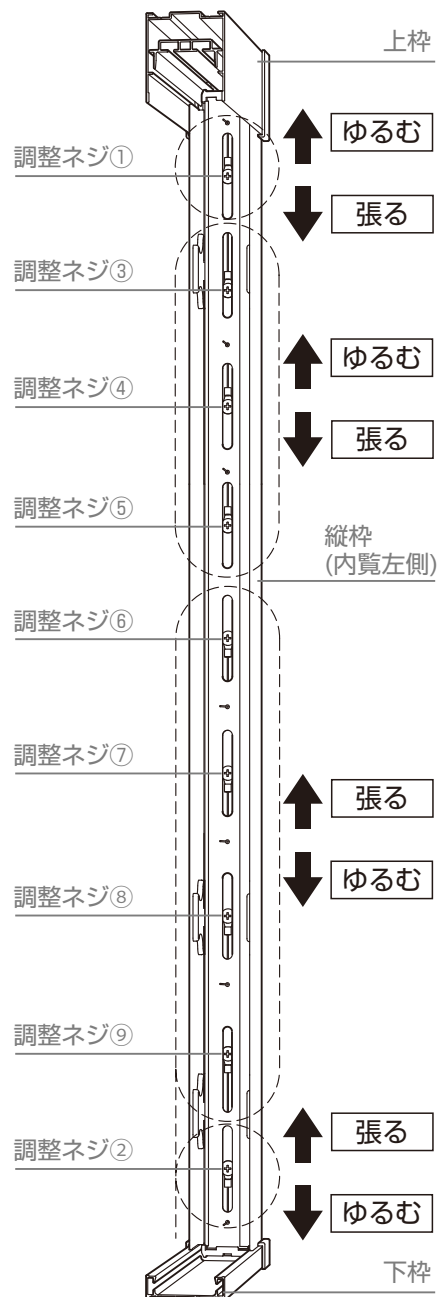 上枠
ゆるむ
調整ネジ①
張る
調整ネジ③
ゆるむ
調整ネジ④
張る
調整ネジ⑤
縦枠
(内覧左側)
調整ネジ⑥
調整ネジ⑦
張る
ゆるむ
調整ネジ⑧
調整ネジ⑨
張る
調整ネジ②
ゆるむ
下枠